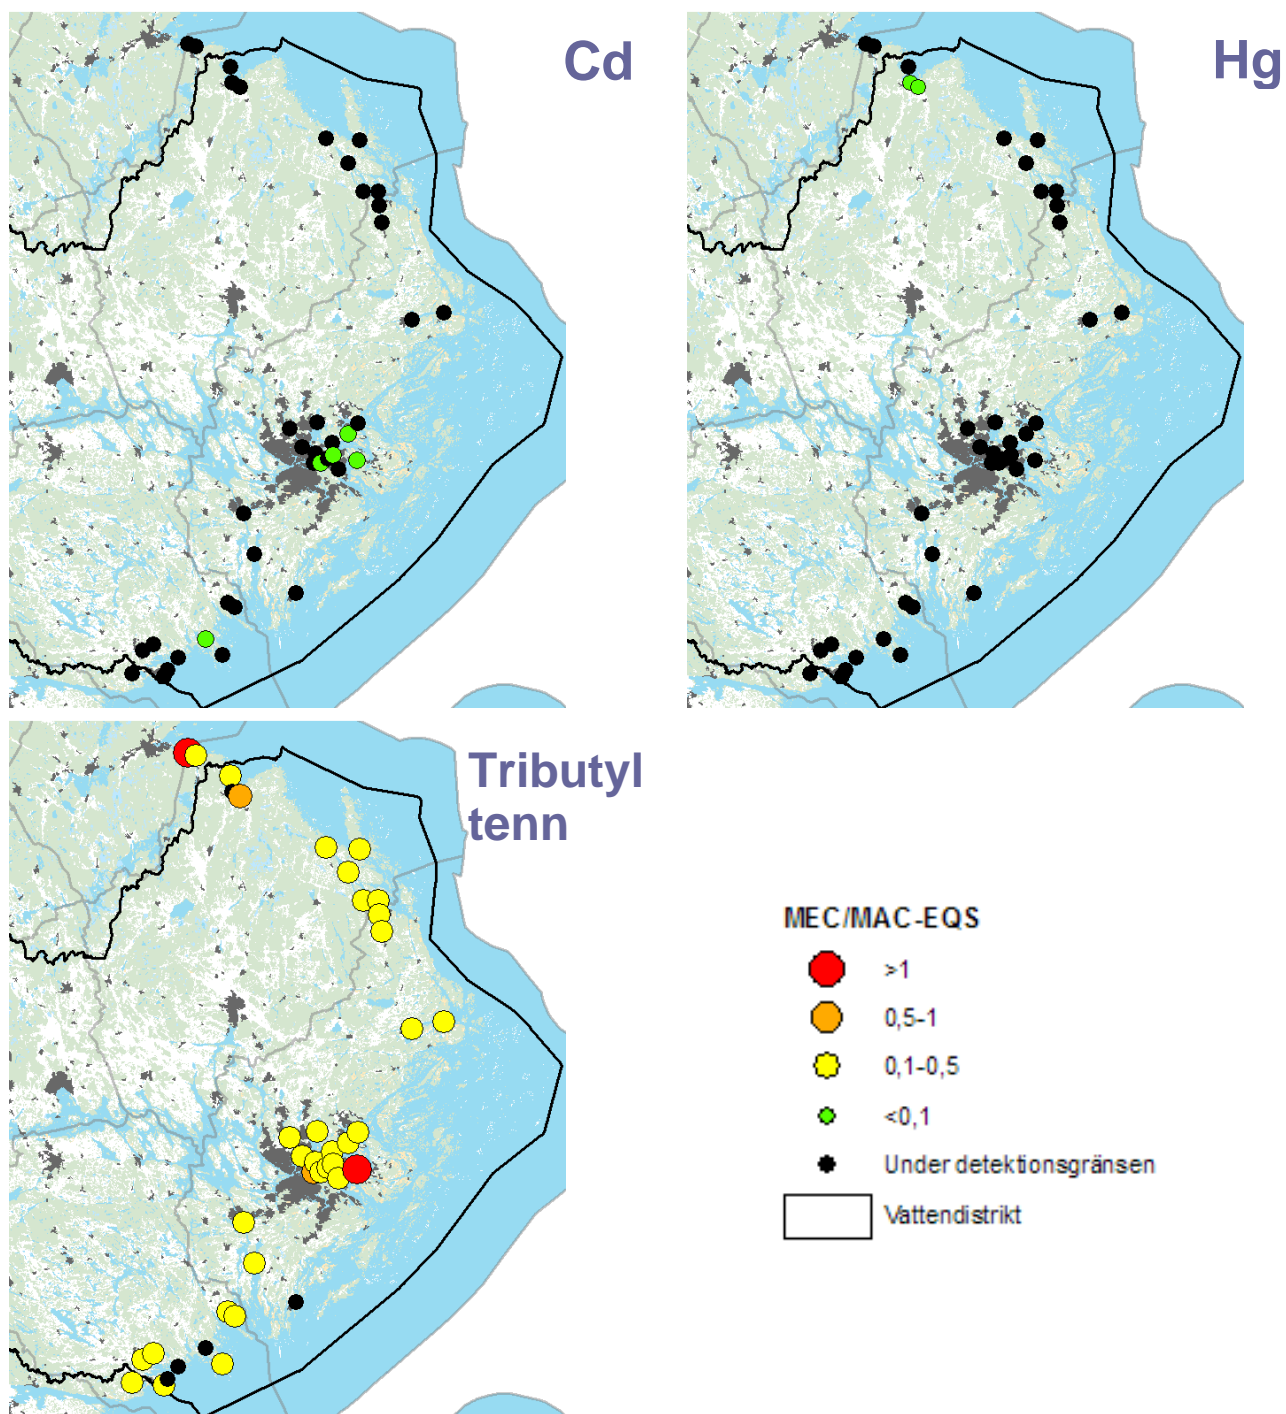 Cd
Hg
Tributyl
tenn
MEC/MAC-EQS
>1
0,5-1
0,1-0,5
<0,1
Under detektionsgränsen
Vattendistrikt